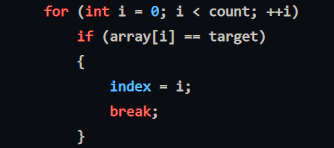 for (int i = 0; i < count; ++i)
    if (array[i] == target)
    {
        index = i;
        break;
    }